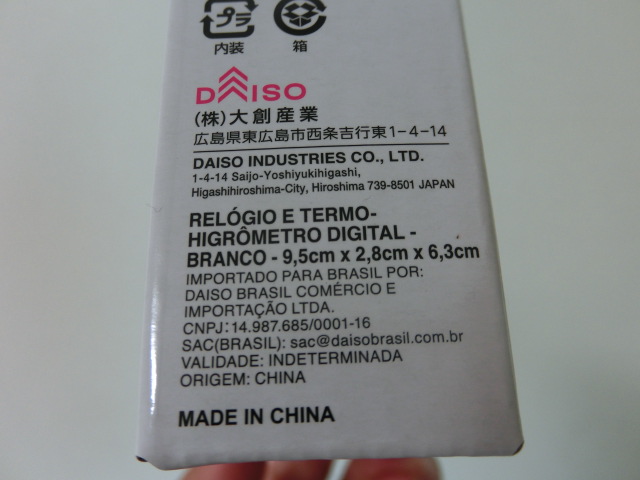 プラ
内装 箱
DAISO
(株)大創産業
広島県東広島市西条吉行東1-4-14
DAISO INDUSTRIES CO., LTD.
1-4-14 Saijo-Yoshiyukihigashi,
Higashihiroshima-City, Hiroshima 739-8501 JAPAN
RELÓGIO E TERMO-
HIGRÔMETRO DIGITAL -
BRANCO - 9,5cm x 2,8cm x 6,3cm
IMPORTADO PARA BRASIL POR:
DAISO BRASIL COMÉRCIO E
IMPORTAÇÃO LTDA.
CNPJ:14.987.685/0001-16
SAC(BRASIL): sac@daisobrasil.com.br
VALIDADE: INDETERMINADA
ORIGEM: CHINA
MADE IN CHINA